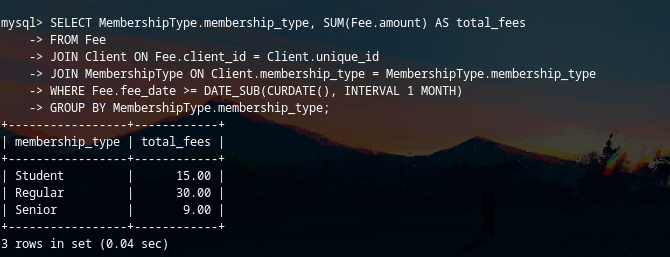 mysql> SELECT MembershipType.membership_type, SUM(Fee.amount) AS total_fees
    -> FROM Fee
    -> JOIN Client ON Fee.client_id = Client.unique_id
    -> JOIN MembershipType ON Client.membership_type = MembershipType.membership_type
    -> WHERE Fee.fee_date >= DATE_SUB(CURDATE(), INTERVAL 1 MONTH)
    -> GROUP BY MembershipType.membership_type;
+-----------------+------------+
| membership_type | total_fees |
+-----------------+------------+
| Student         |      15.00 |
| Regular         |      30.00 |
| Senior          |       9.00 |
+-----------------+------------+
3 rows in set (0.04 sec)